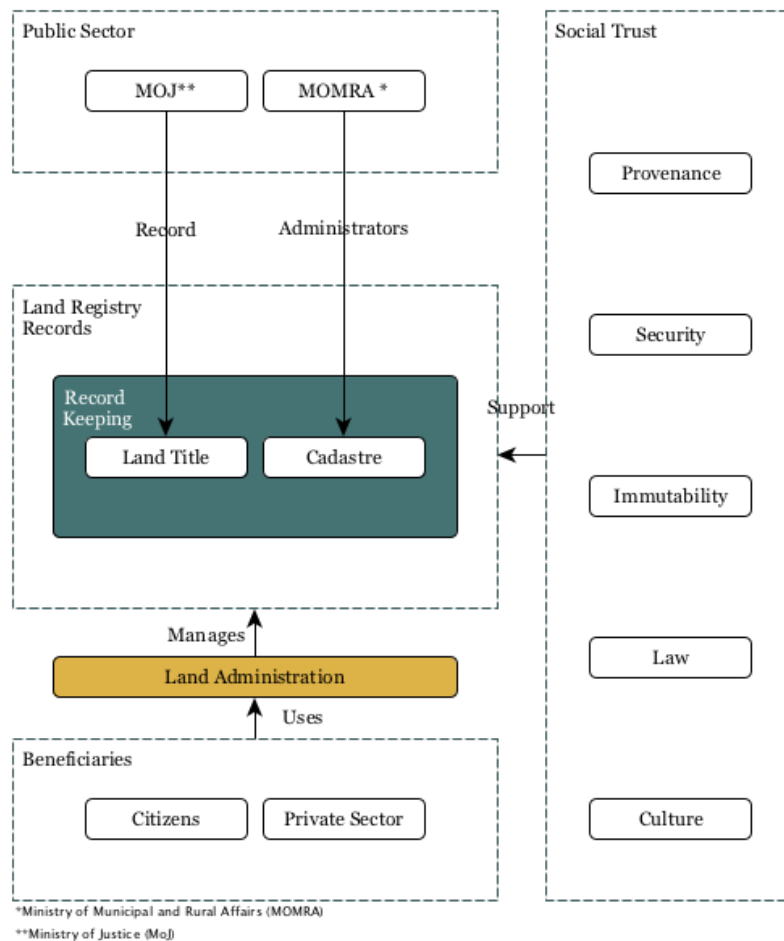 Public Sector
Social Trust
MOJ**
MOMRA *
Provenance
Record
Administrators
Land Registry
Records
Security
Record
Keeping
Support
Land Title
Cadastre
Immutability
Manages
Land Administration
Law
Uses
Beneficiaries
Citizens
Private Sector
Culture
*Ministry of Municipal and Rural Affairs (MOMRA)
**Ministry of Justice (MoJ)